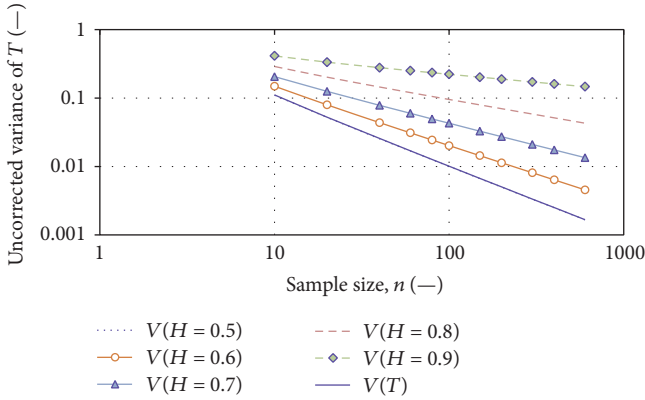 Uncorrected variance of T (—)
1
0.1
0.01
0.001
1
10
100
1000
Sample size, n (—)
V(H = 0.5)
V(H = 0.6)
V(H = 0.7)
V(H = 0.8)
V(H = 0.9)
V(T)